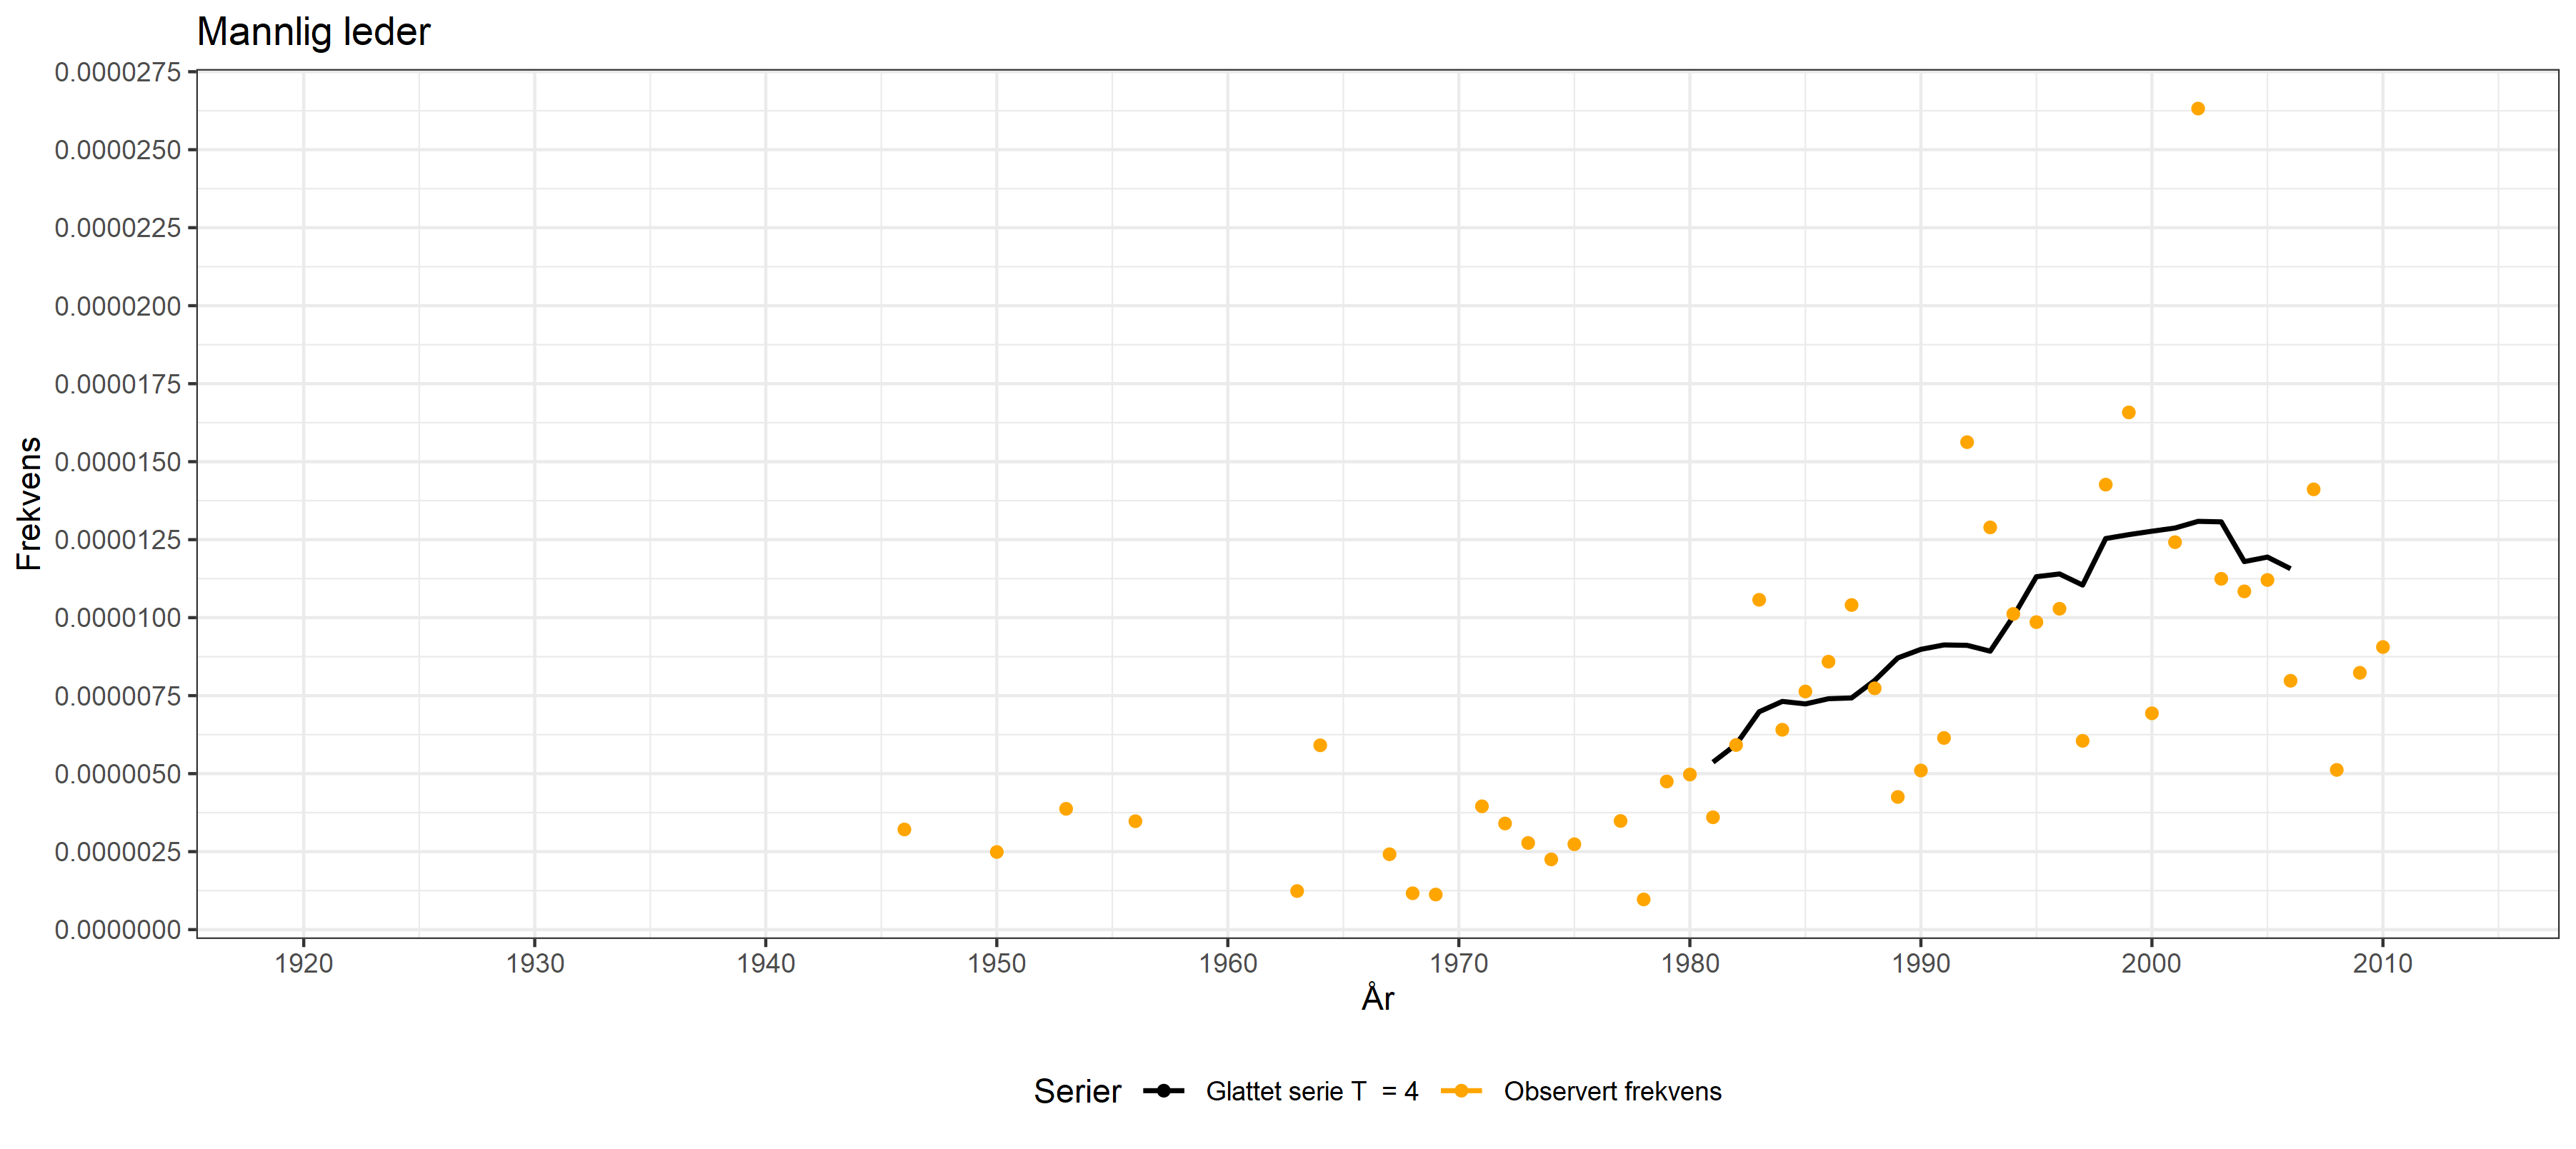 Mannlig leder
0.0000275
0.0000250
0.0000225
0.0000200
0.0000175
0.0000150
0.0000125
0.0000100
0.0000075
0.0000050
0.0000025
0.0000000
Frekvens
1920 1930 1940 1950 1960 1970 1980 1990 2000 2010
År
Serier Glattet serie T = 4 Observert frekvens